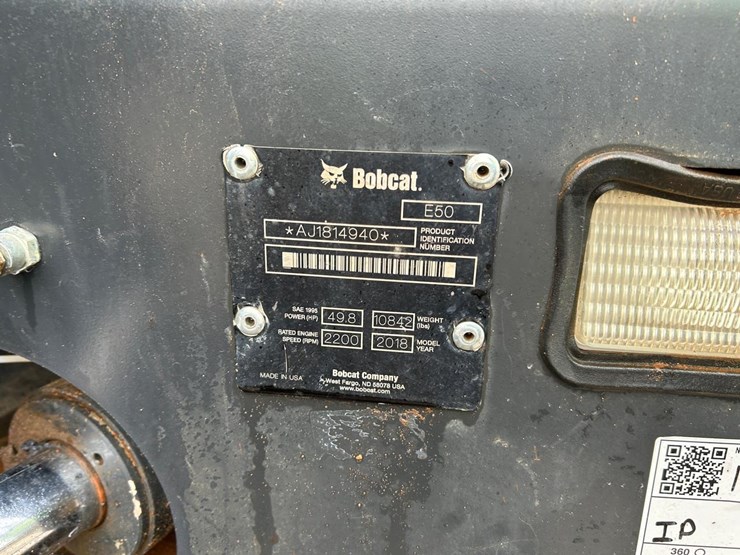 Bobcat.
E50
*AJ1814940* PRODUCT IDENTIFICATION NUMBER
SAE 1995 POWER (HP) 49.8 10842 WEIGHT (lbs)
RATED ENGINE SPEED (RPM) 2200 2018 MODEL YEAR
Bobcat Company
MADE IN USA West Fargo, ND 58078 USA
www.bobcat.com
IP
360